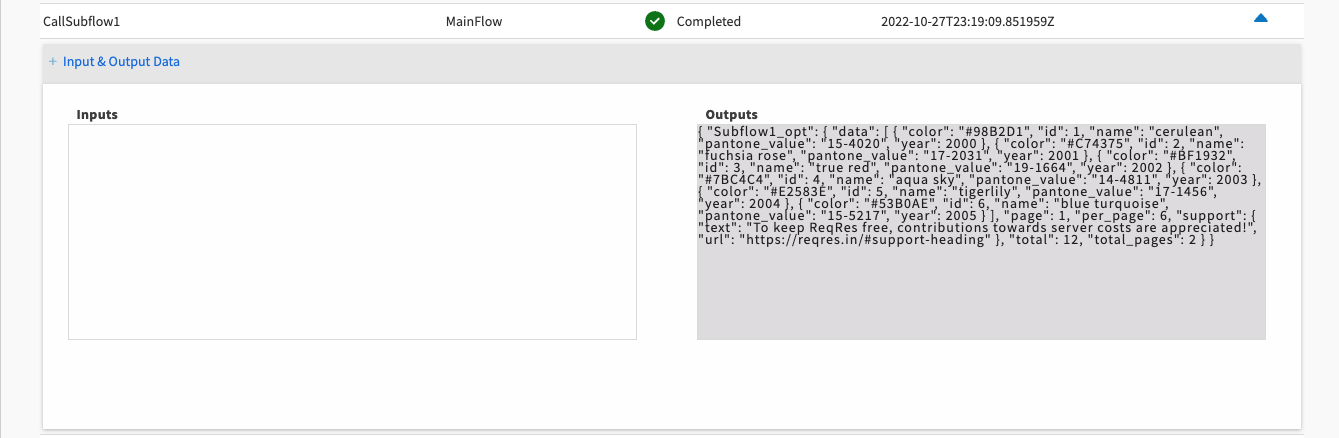 CallSubflow1 MainFlow Completed 2022-10-27T23:19:09.851959Z
+ Input & Output Data
Inputs Outputs
{ "Subflow1_opt": { "data": [ { "color": "#98B2D1", "id": 1, "name": "cerulean",
"pantone_value": "15-4020", "year": 2000 }, { "color": "#C74375", "id": 2, "name":
"fuchsia rose", "pantone_value": "17-2031", "year": 2001 }, { "color": "#BF1932",
"id": 3, "name": "true red", "pantone_value": "19-1664", "year": 2002 }, { "color":
"#7BC4C4", "id": 4, "name": "aqua sky", "pantone_value": "14-4811", "year": 2003 },
{ "color": "#E2583E", "id": 5, "name": "tigerlily", "pantone_value": "17-1456",
"year": 2004 }, { "color": "#53B0AE", "id": 6, "name": "blue turquoise",
"pantone_value": "15-5217", "year": 2005 } ], "page": 1, "per_page": 6, "support": {
"text": "To keep ReqRes free, contributions towards server costs are appreciated!",
"url": "https://reqres.in/#support-heading" }, "total": 12, "total_pages": 2 } }